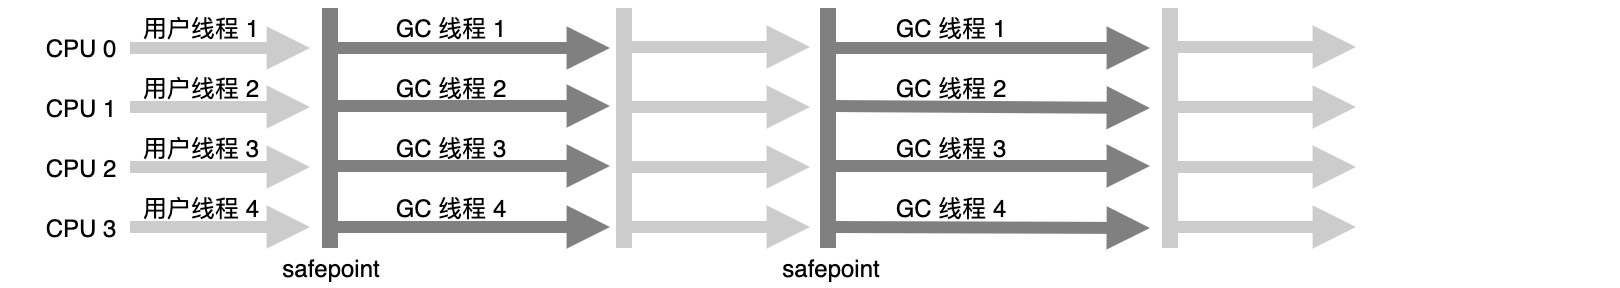 用户线程 1
GC 线程 1
GC 线程 1
CPU 0
用户线程 2
GC 线程 2
GC 线程 2
CPU 1
用户线程 3
GC 线程 3
GC 线程 3
CPU 2
用户线程 4
GC 线程 4
GC 线程 4
CPU 3
safepoint
safepoint